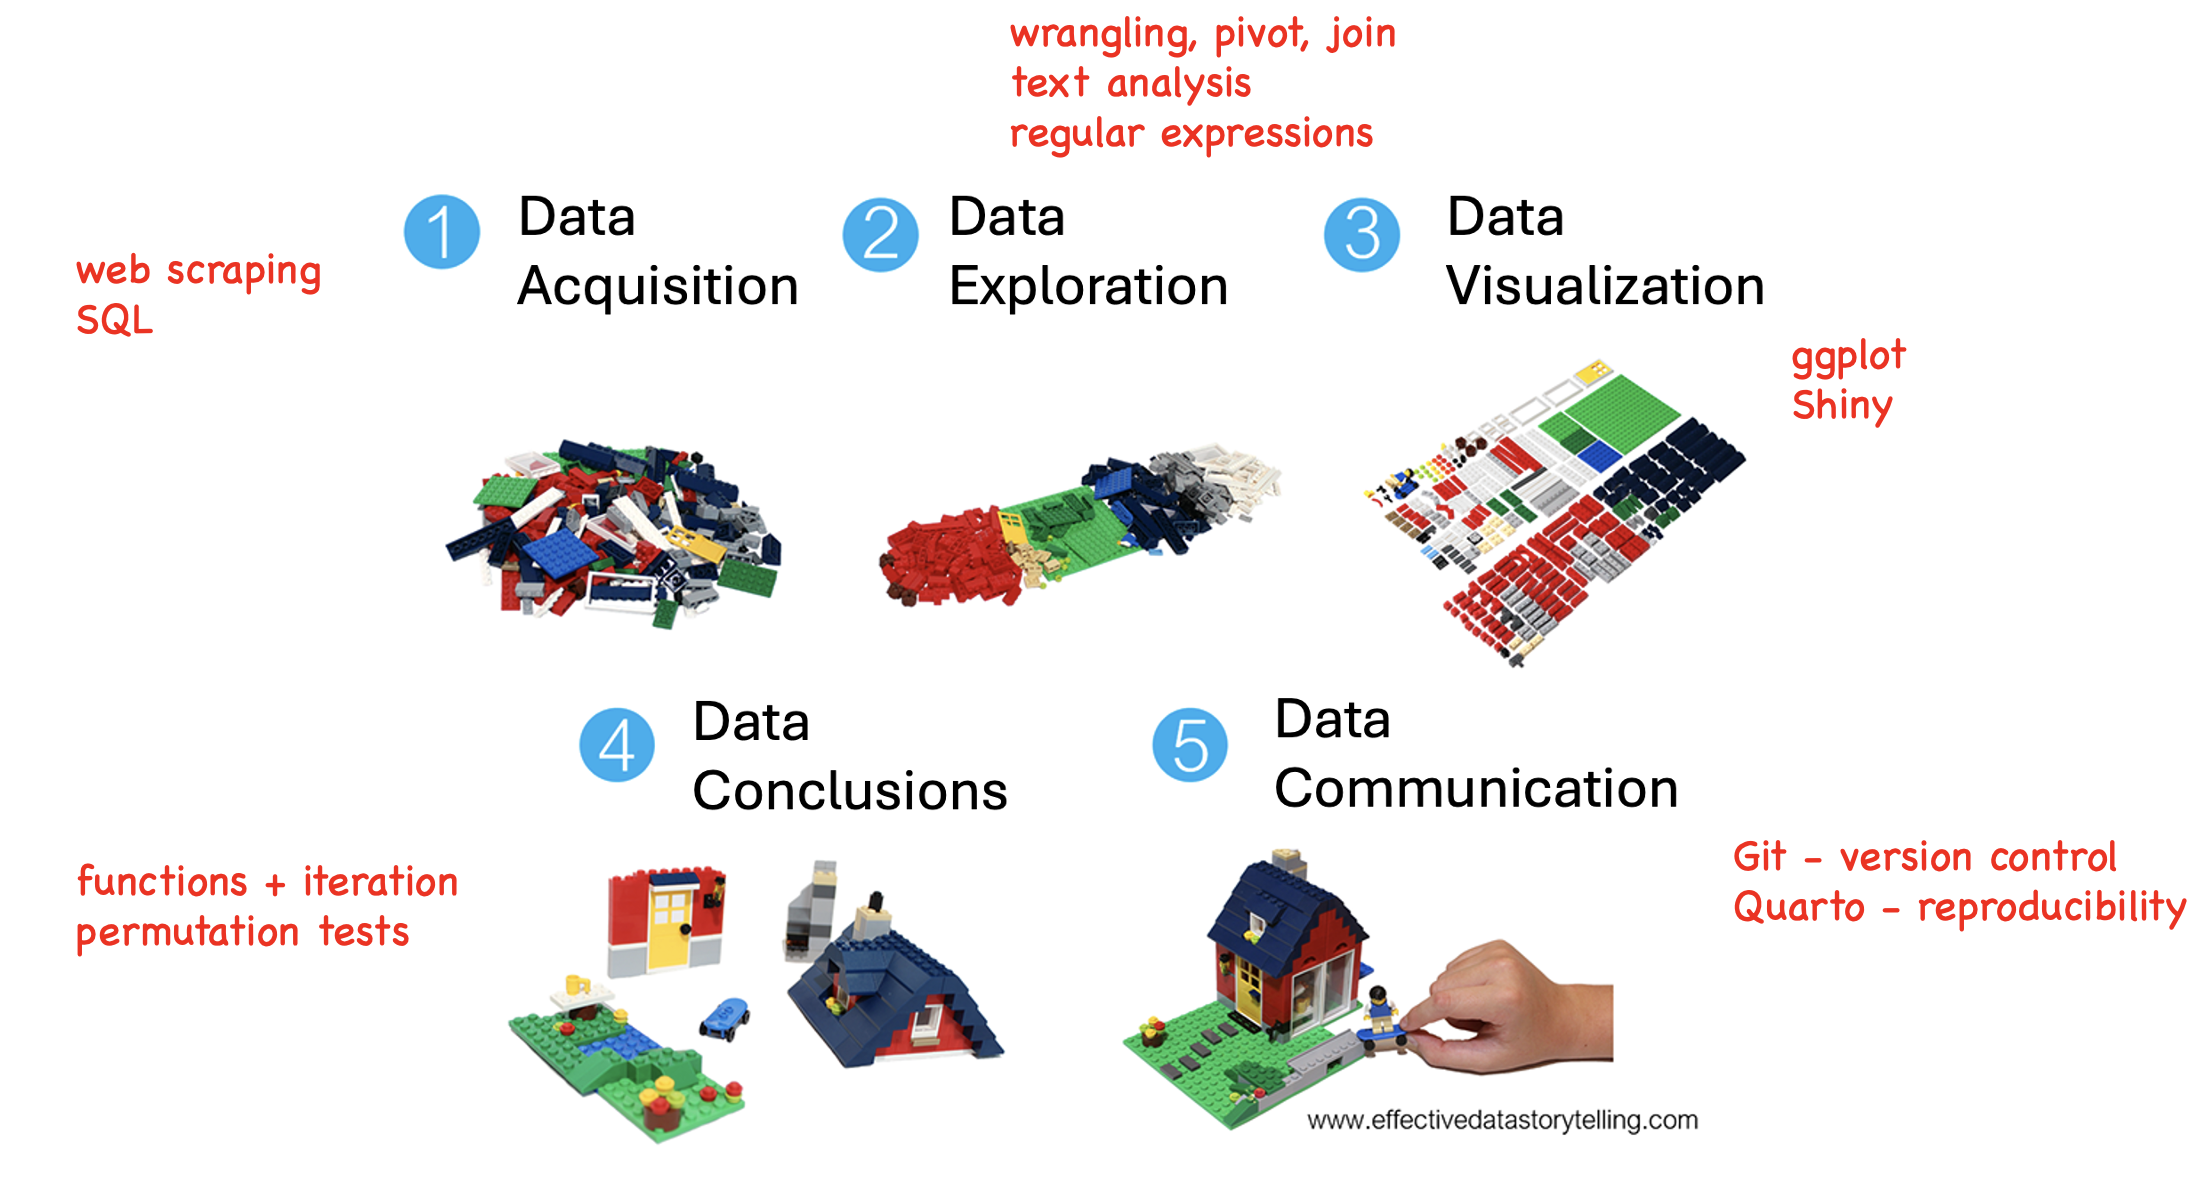 wrangling, pivot, join
text analysis
regular expressions
1
Data
Acquisition
2
Data
Exploration
3
Data
Visualization
web scraping
SQL
ggplot
Shiny
4
Data
Conclusions
5
Data
Communication
functions + iteration
permutation tests
Git - version control
Quarto - reproducibility
www.effectivedatastorytelling.com